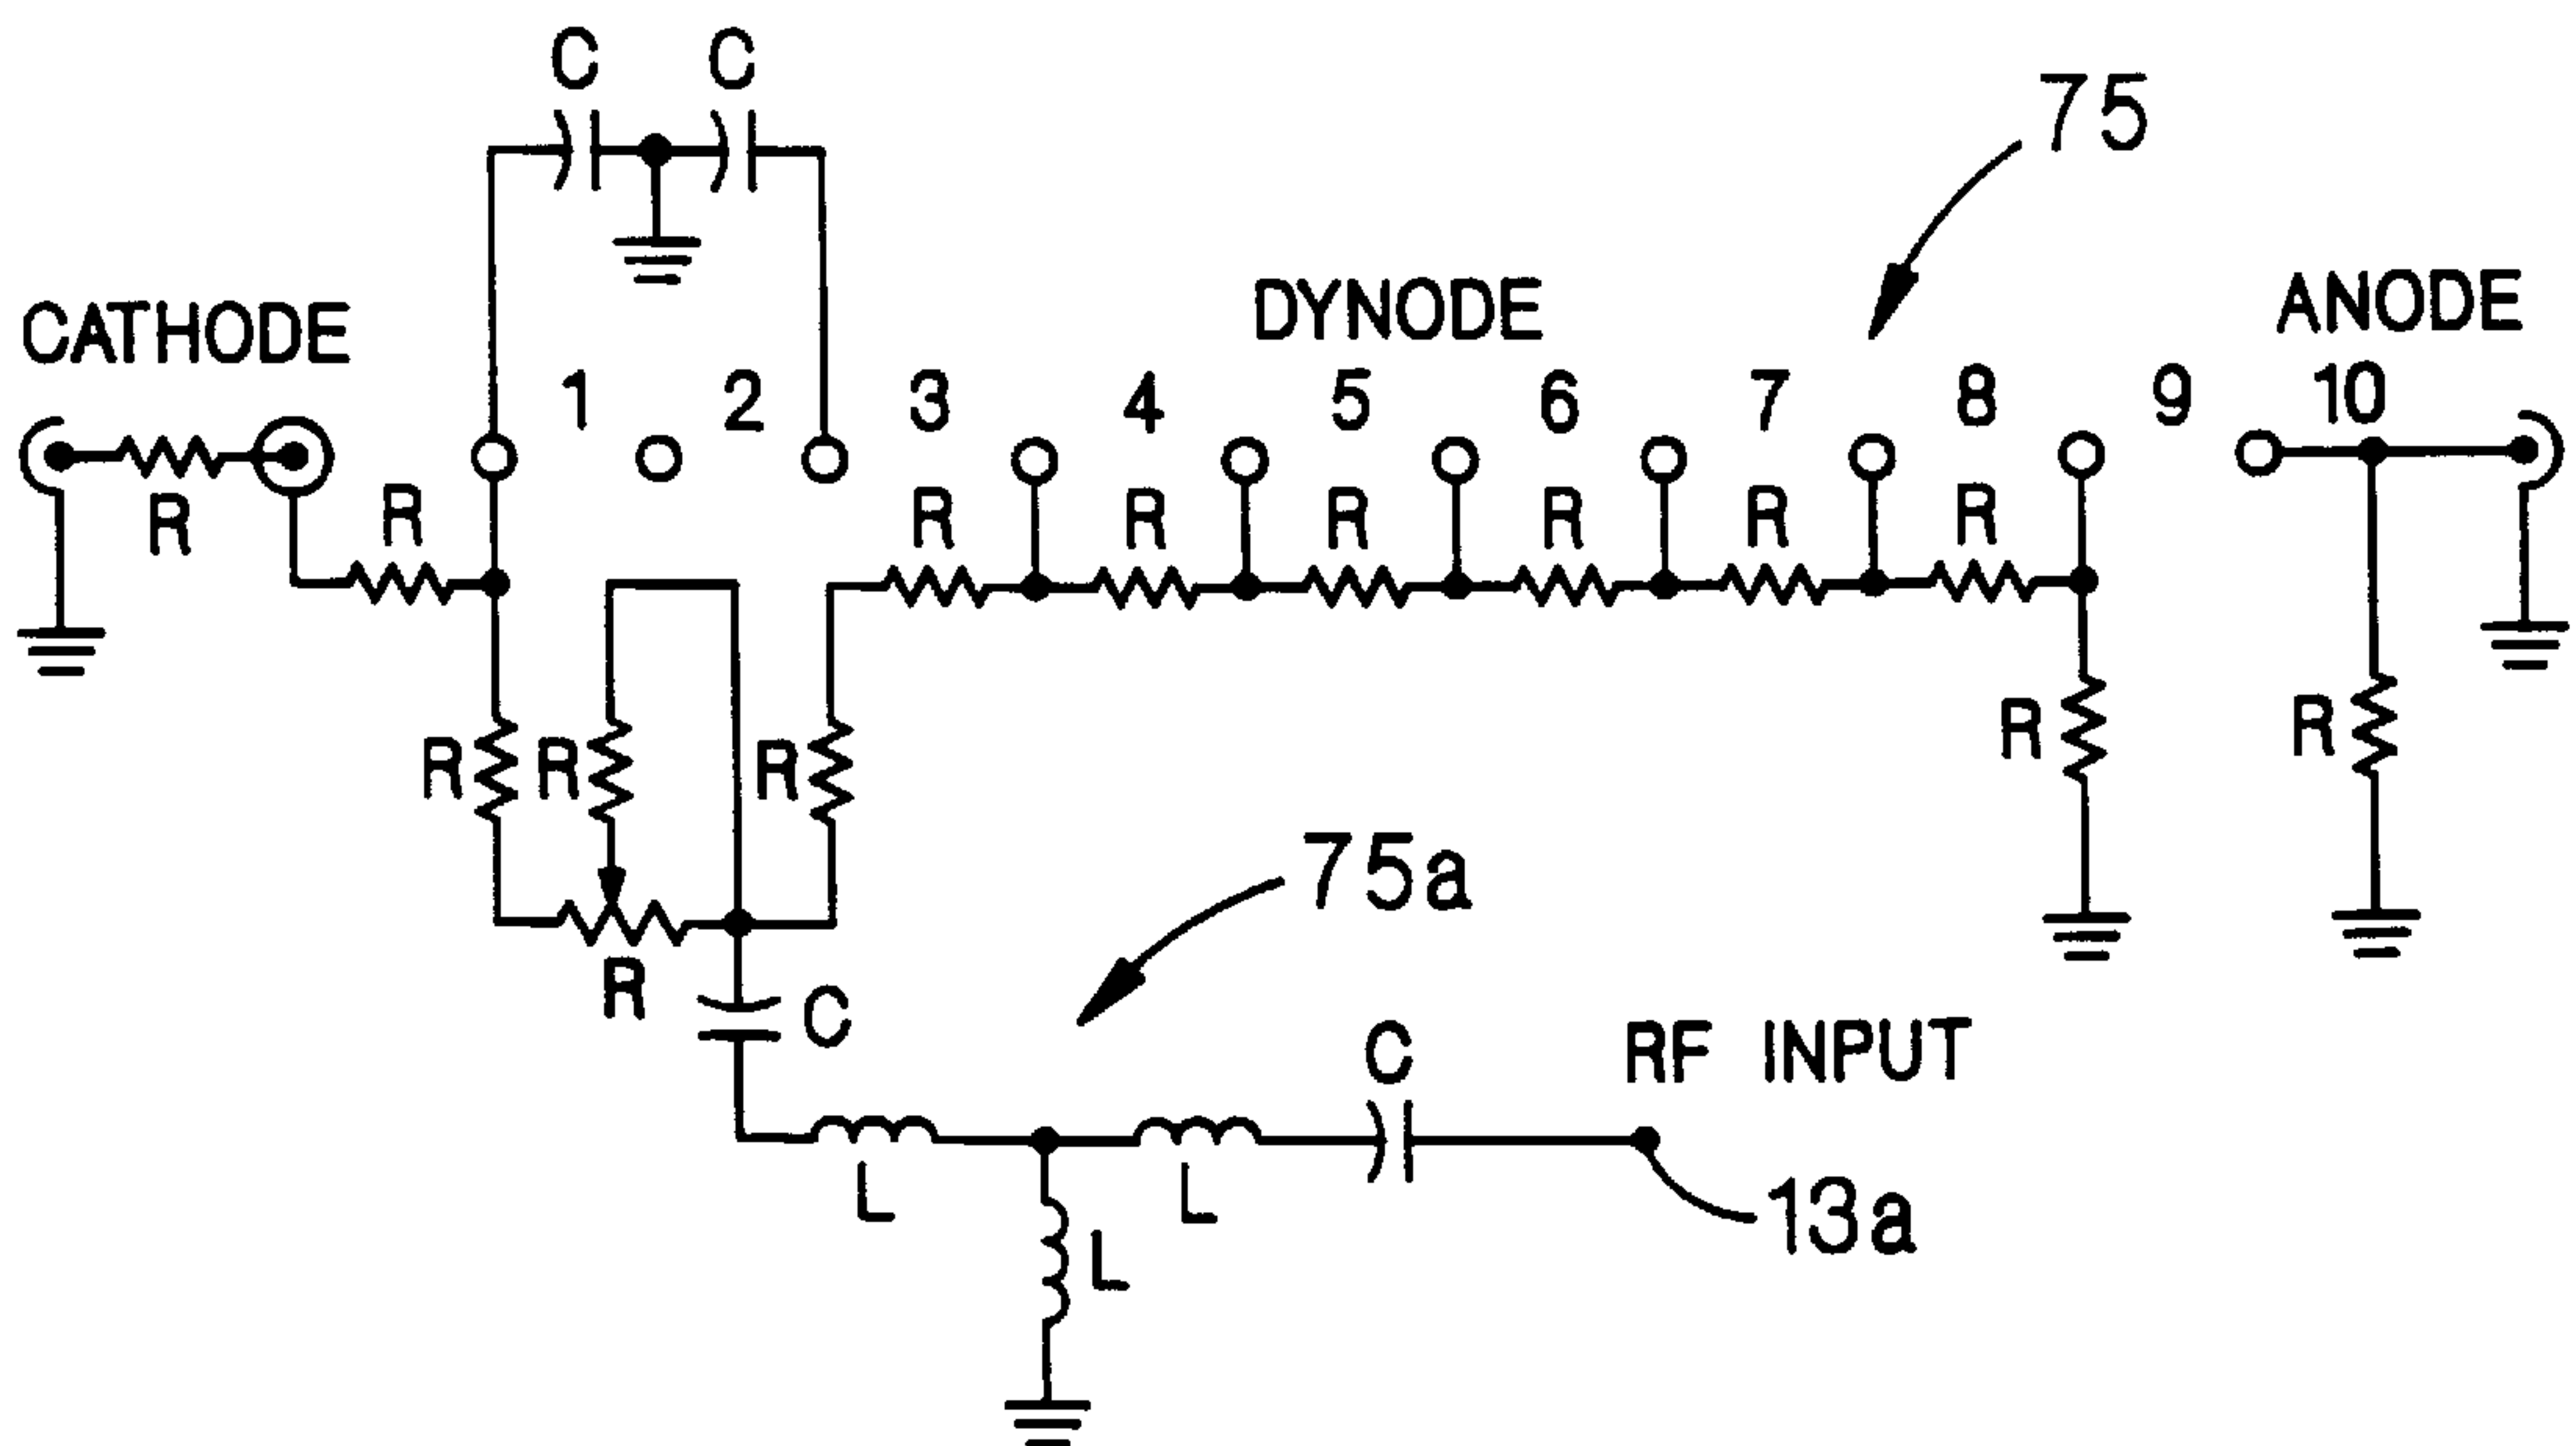 C C
75
CATHODE
DYNODE
ANODE
1 2 3 4 5 6 7 8 9 10
R R R R R R R R
R R R R R
75a
R
C
C
RF INPUT
L L
13a
L